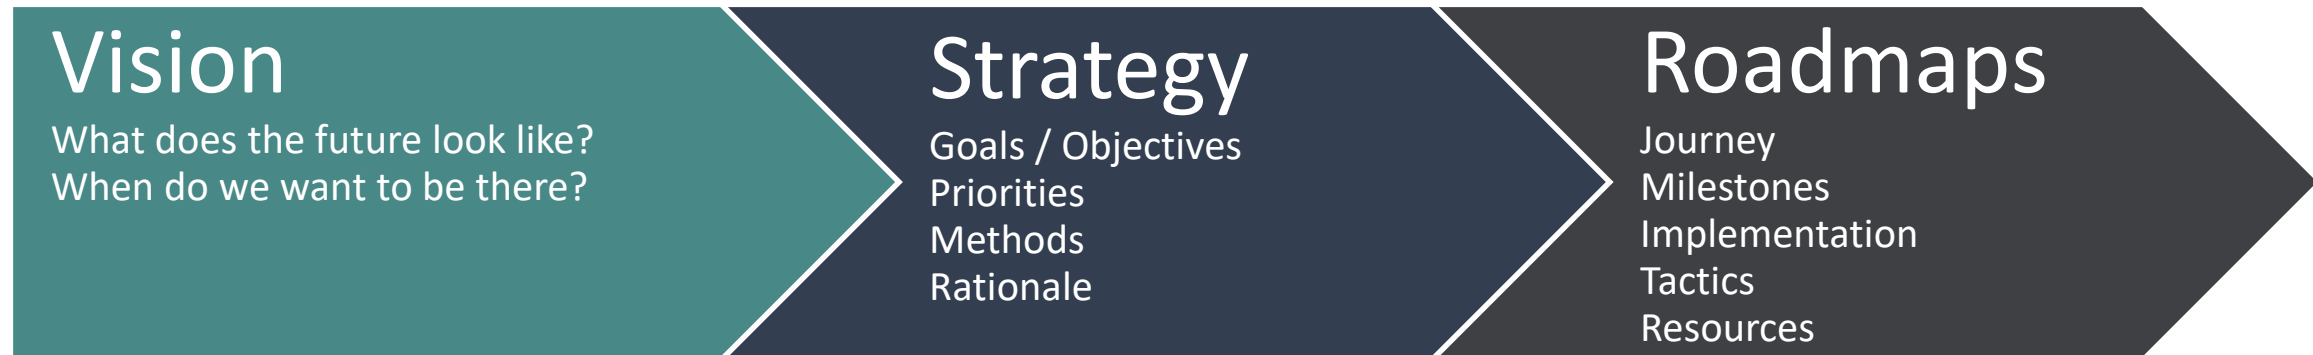 Vision
What does the future look like?
When do we want to be there?
Strategy
Goals / Objectives
Priorities
Methods
Rationale
Roadmaps
Journey
Milestones
Implementation
Tactics
Resources